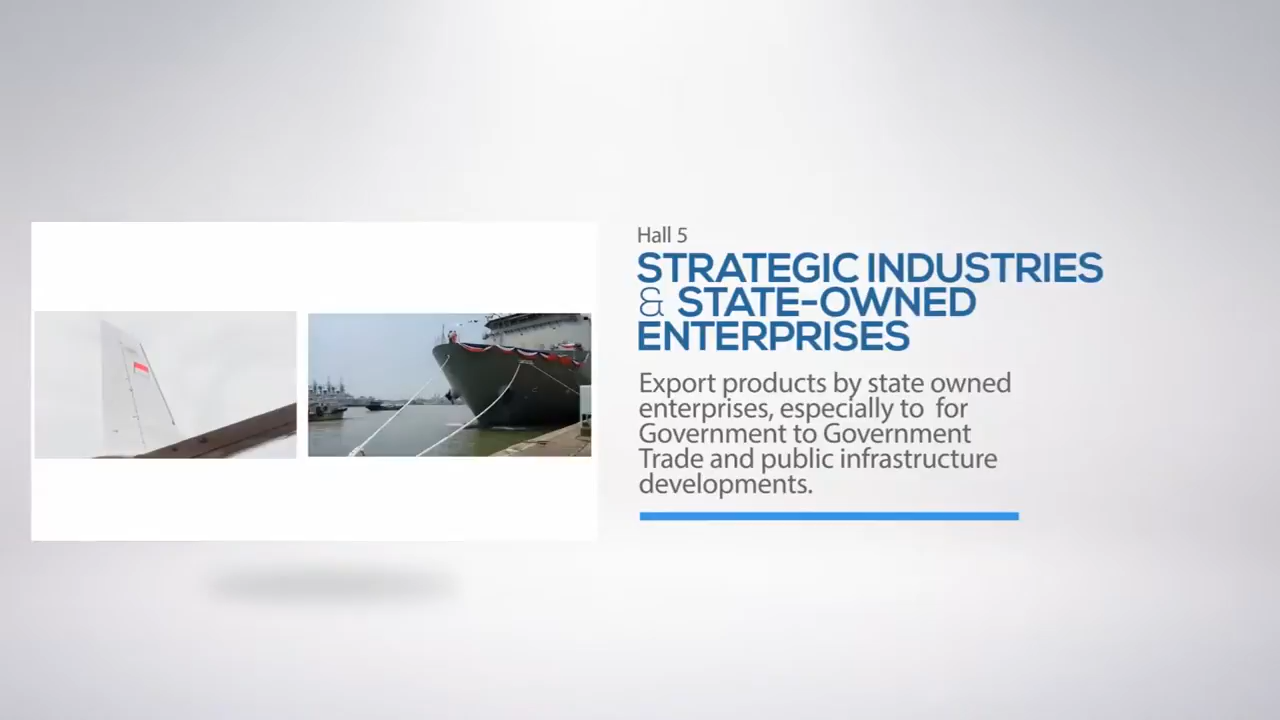 Hall 5
STRATEGIC INDUSTRIES
& STATE-OWNED
ENTERPRISES
Export products by state owned
enterprises, especially to  for
Government to Government
Trade and public infrastructure
developments.